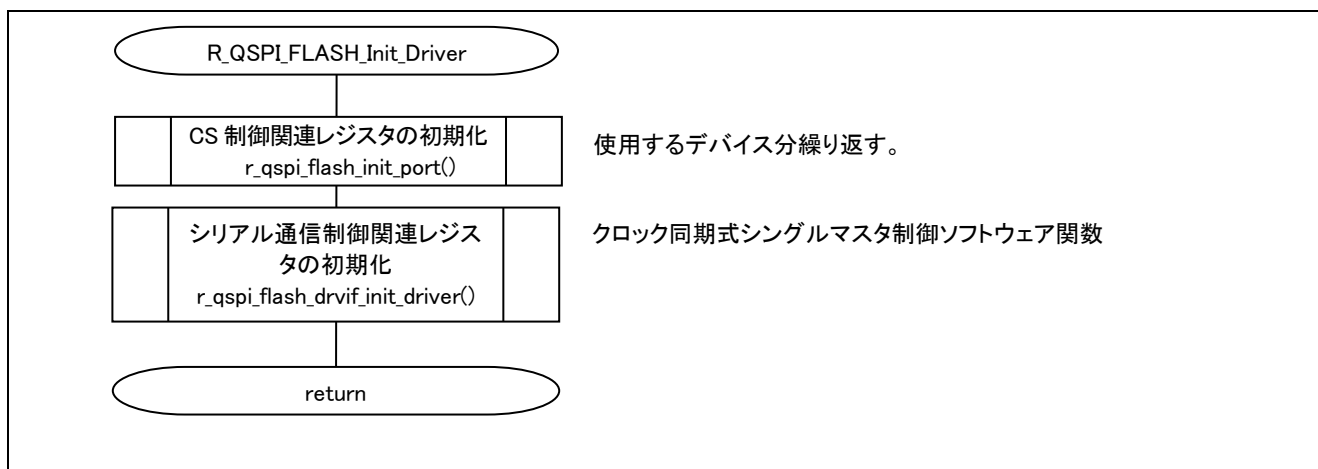 R_QSPI_FLASH_Init_Driver
CS 制御関連レジスタの初期化
r_qspi_flash_init_port()
使用するデバイス分繰り返す。
シリアル通信制御関連レジス
タの初期化
r_qspi_flash_drvif_init_driver()
クロック同期式シングルマスタ制御ソフトウェア関数
return